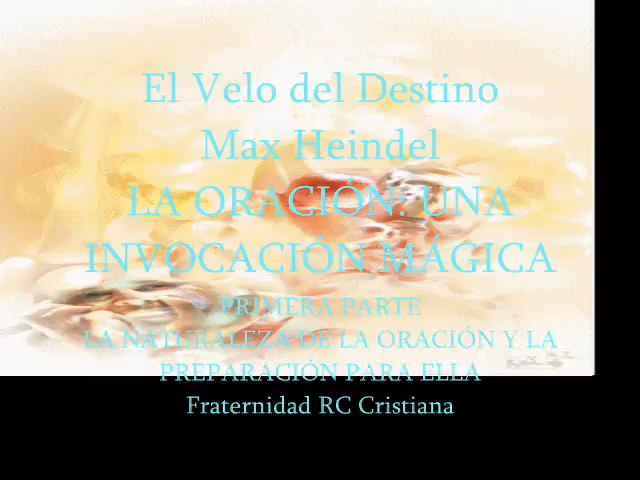 El Velo del Destino
Max Heindel
LA ORACIÓN: UNA
INVOCACIÓN MÁGICA
PRIMERA PARTE
LA NATURALEZA DE LA ORACIÓN Y LA
PREPARACIÓN PARA ELLA
Fraternidad RC Cristiana